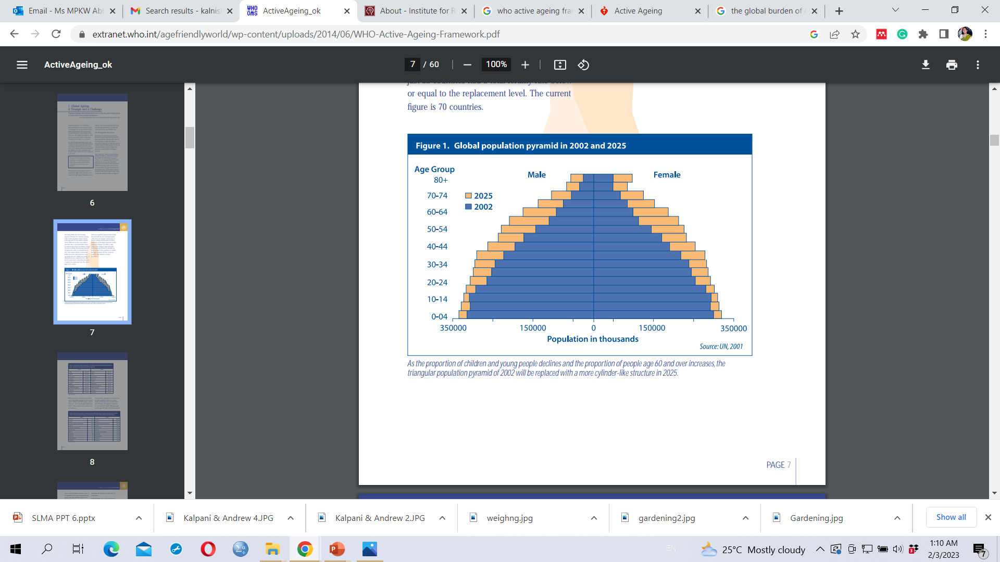 Email - Ms MPKW Ab
Search results - kalnis
ActiveAgeing_ok
About - Institute for R
who active ageing fra
Active Ageing
the global burden of
extranet.who.int/agefriendlyworld/wp-content/uploads/2014/06/WHO-Active-Ageing-Framework.pdf
ActiveAgeing_ok
7 / 60
100%
1. Global Ageing:
A Triumph and a Challenge
6
7
8
or equal to the replacement level. The current
figure is 70 countries.
Figure 1. Global population pyramid in 2002 and 2025
Age Group
Male
Female
80+
70-74
2025
2002
60-64
50-54
40-44
30-34
20-24
10-14
0-04
350000 150000 0 150000 350000
Population in thousands
Source: UN, 2001
As the proportion of children and young people declines and the proportion of people age 60 and over increases, the
triangular population pyramid of 2002 will be replaced with a more cylinder-like structure in 2025.
PAGE 7
SLMA PPT 6.pptx
Kalpani & Andrew 4.JPG
Kalpani & Andrew 2.JPG
weighng.jpg
gardening2.jpg
Gardening.jpg
Show all
EN
25°C Mostly cloudy
1:10 AM
2/3/2023
7